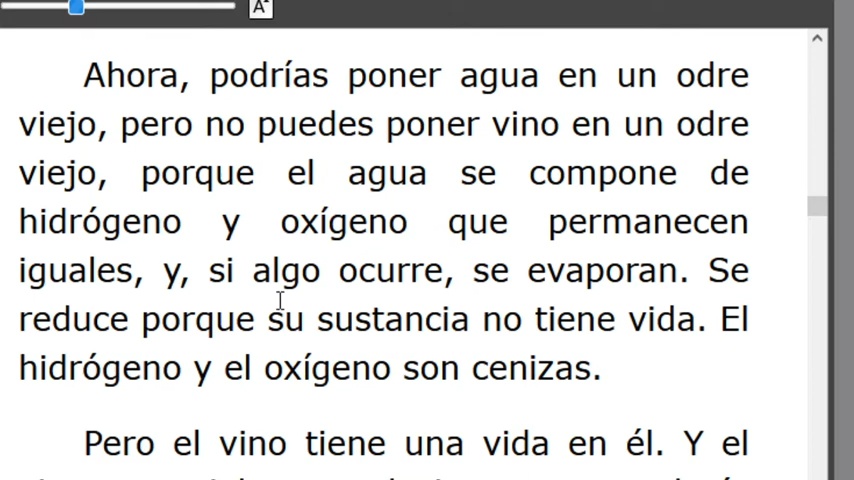 A
Ahora, podrías poner agua en un odre
viejo, pero no puedes poner vino en un odre
viejo, porque el agua se compone de
hidrógeno y oxígeno que permanecen
iguales, y, si algo ocurre, se evaporan. Se
reduce porque su sustancia no tiene vida. El
hidrógeno y el oxígeno son cenizas.
Pero el vino tiene una vida en él. Y el